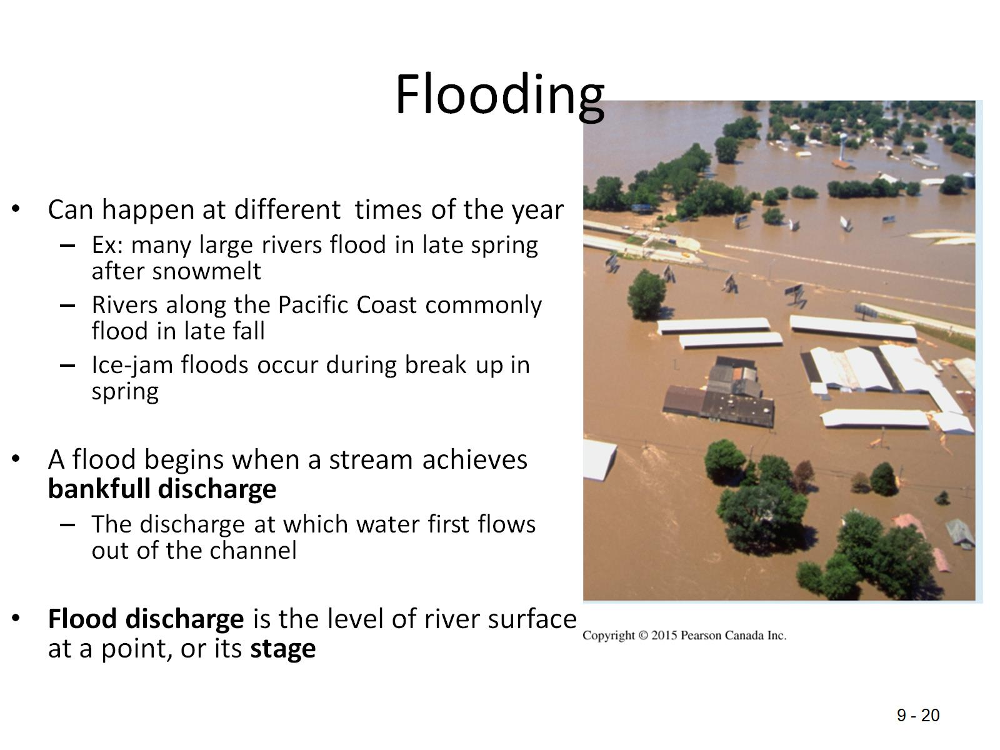 Flooding
• Can happen at different  times of the year
– Ex: many large rivers flood in late spring
after snowmelt
– Rivers along the Pacific Coast commonly
flood in late fall
– Ice-jam floods occur during break up in
spring
• A flood begins when a stream achieves
bankfull discharge
– The discharge at which water first flows
out of the channel
• Flood discharge is the level of river surface
at a point, or its stage
Copyright © 2015 Pearson Canada Inc.
9 - 20